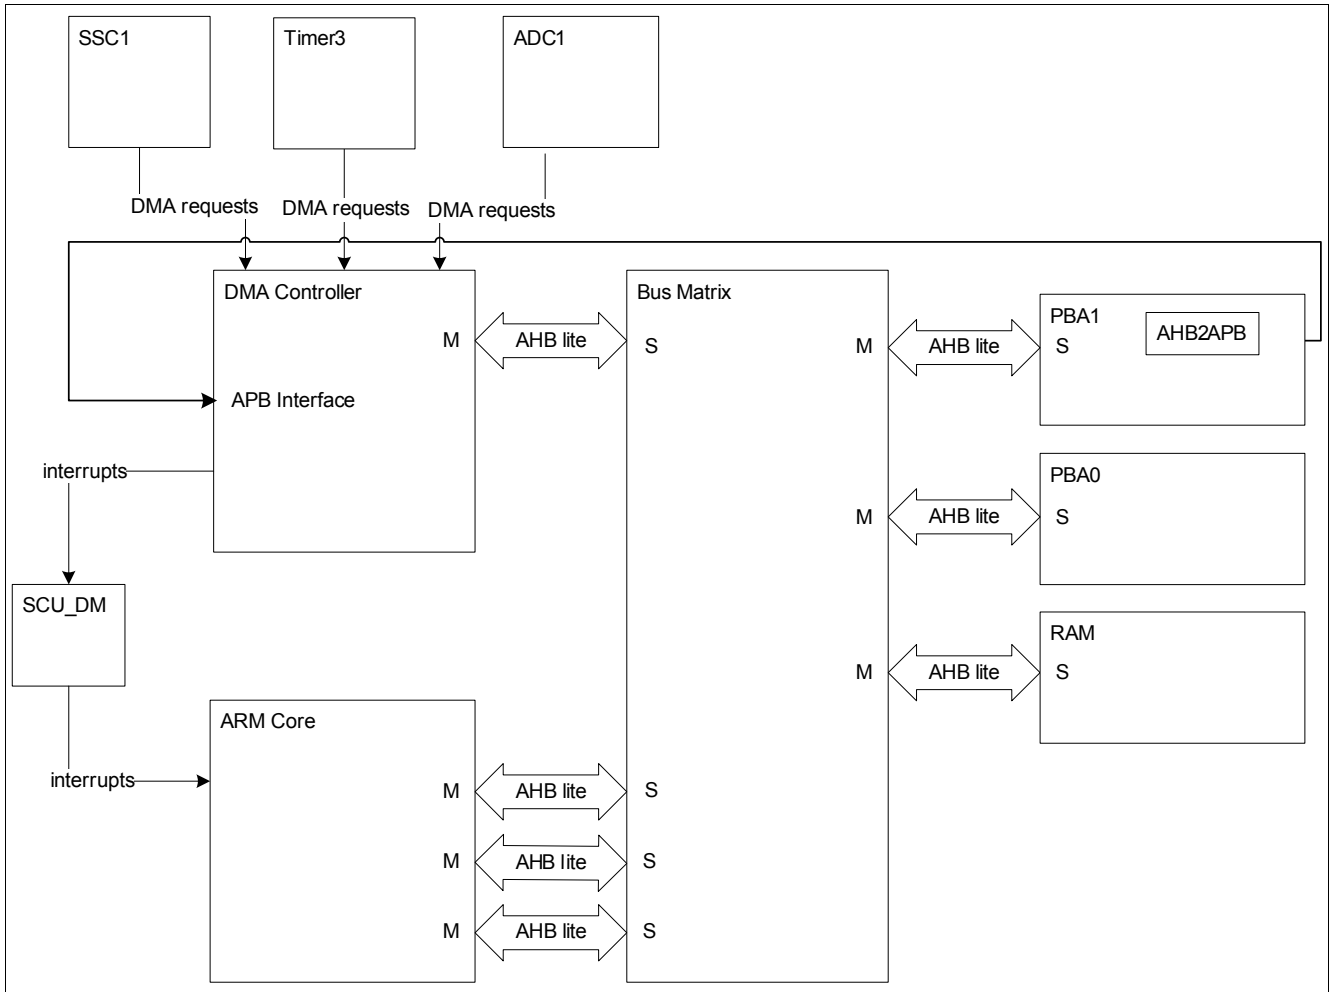 SSC1
Timer3
ADC1
DMA requests
DMA requests
DMA requests
DMA Controller
M
AHB lite
APB Interface
Bus Matrix
S
M
AHB lite
PBA1
S
AHB2APB
interrupts
M
AHB lite
PBA0
S
SCU_DM
M
AHB lite
RAM
S
interrupts
ARM Core
M
AHB lite
S
M
AHB lite
S
M
AHB lite
S